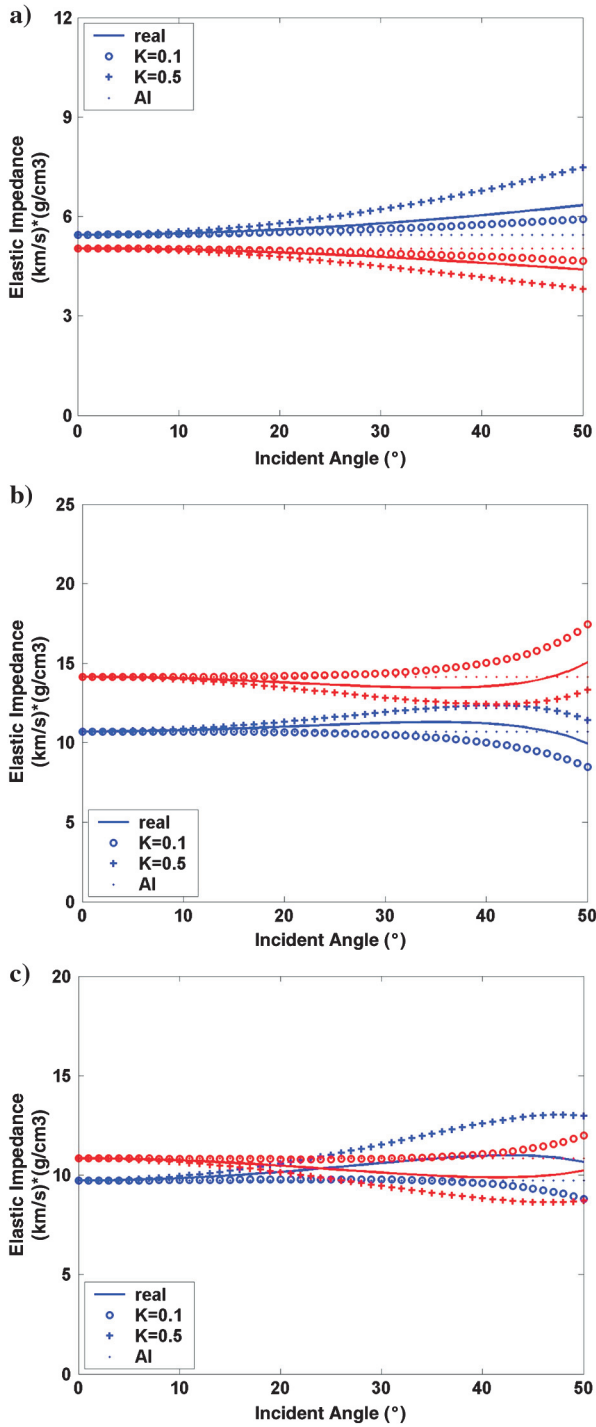 a)
12
9
6
3
0
Elastic Impedance
(km/s)*(g/cm3)
real
K=0.1
K=0.5
AI
0 10 20 30 40 50
Incident Angle (°)
b)
25
20
15
10
5
0
Elastic Impedance
(km/s)*(g/cm3)
real
K=0.1
K=0.5
AI
0 10 20 30 40 50
Incident Angle (°)
c)
20
15
10
5
0
Elastic Impedance
(km/s)*(g/cm3)
real
K=0.1
K=0.5
AI
0 10 20 30 40 50
Incident Angle (°)